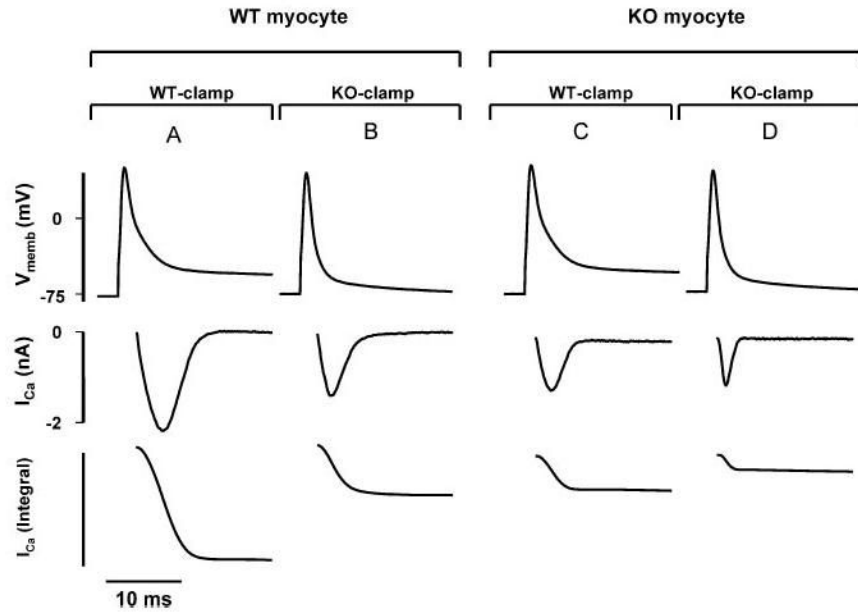 WT myocyte KO myocyte
WT-clamp KO-clamp WT-clamp KO-clamp
A B C D
V_memb (mV)
0
-75
I_Ca (nA)
0
-2
I_Ca (Integral)
10 ms